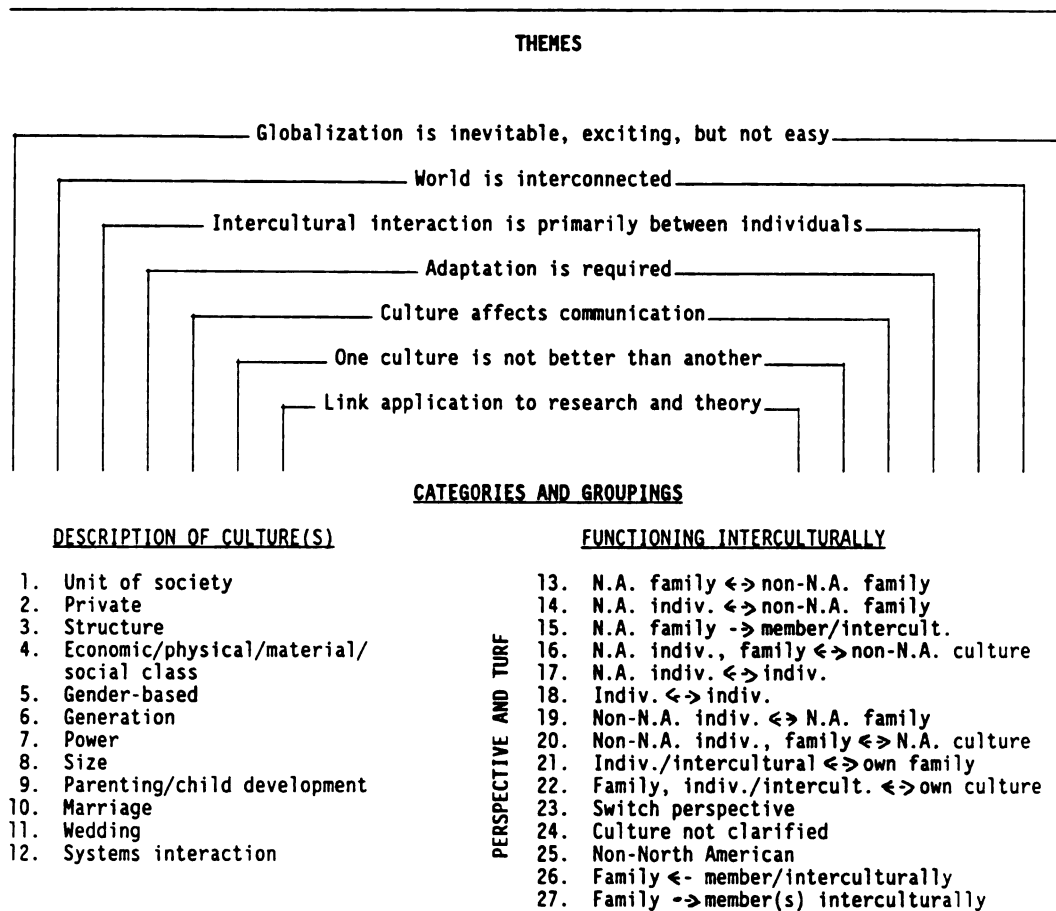 THEMES
Globalization is inevitable, exciting, but not easy
World is interconnected
Intercultural interaction is primarily between individuals
Adaptation is required
Culture affects communication
One culture is not better than another
Link application to research and theory
CATEGORIES AND GROUPINGS
DESCRIPTION OF CULTURE(S)
1. Unit of society
2. Private
3. Structure
4. Economic/physical/material/
social class
5. Gender-based
6. Generation
7. Power
8. Size
9. Parenting/child development
10. Marriage
11. Wedding
12. Systems interaction
PERSPECTIVE AND TURF
FUNCTIONING INTERCULTURALLY
13. N.A. family <-> non-N.A. family
14. N.A. indiv. <-> non-N.A. family
15. N.A. family -> member/intercult.
16. N.A. indiv., family <-> non-N.A. culture
17. N.A. indiv. <-> indiv.
18. Indiv. <-> indiv.
19. Non-N.A. indiv. <-> N.A. family
20. Non-N.A. indiv., family <-> N.A. culture
21. Indiv./intercultural <-> own family
22. Family, indiv./intercult. <-> own culture
23. Switch perspective
24. Culture not clarified
25. Non-North American
26. Family <- member/interculturally
27. Family -> member(s) interculturally